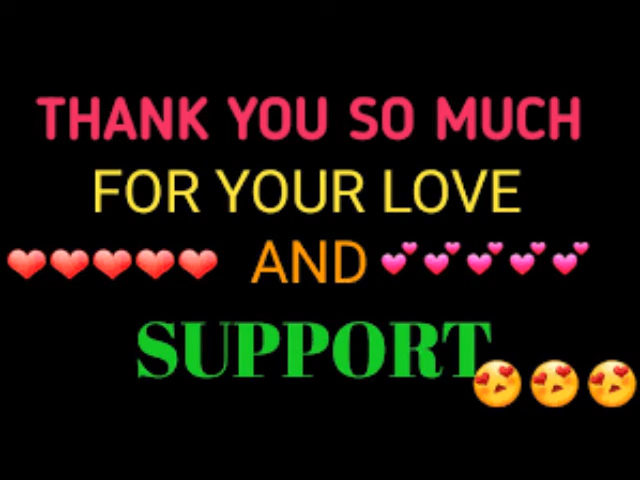 THANK YOU SO MUCH
FOR YOUR LOVE
❤❤❤❤❤ AND 💕💕💕💕💕
SUPPORT 😍😍😍